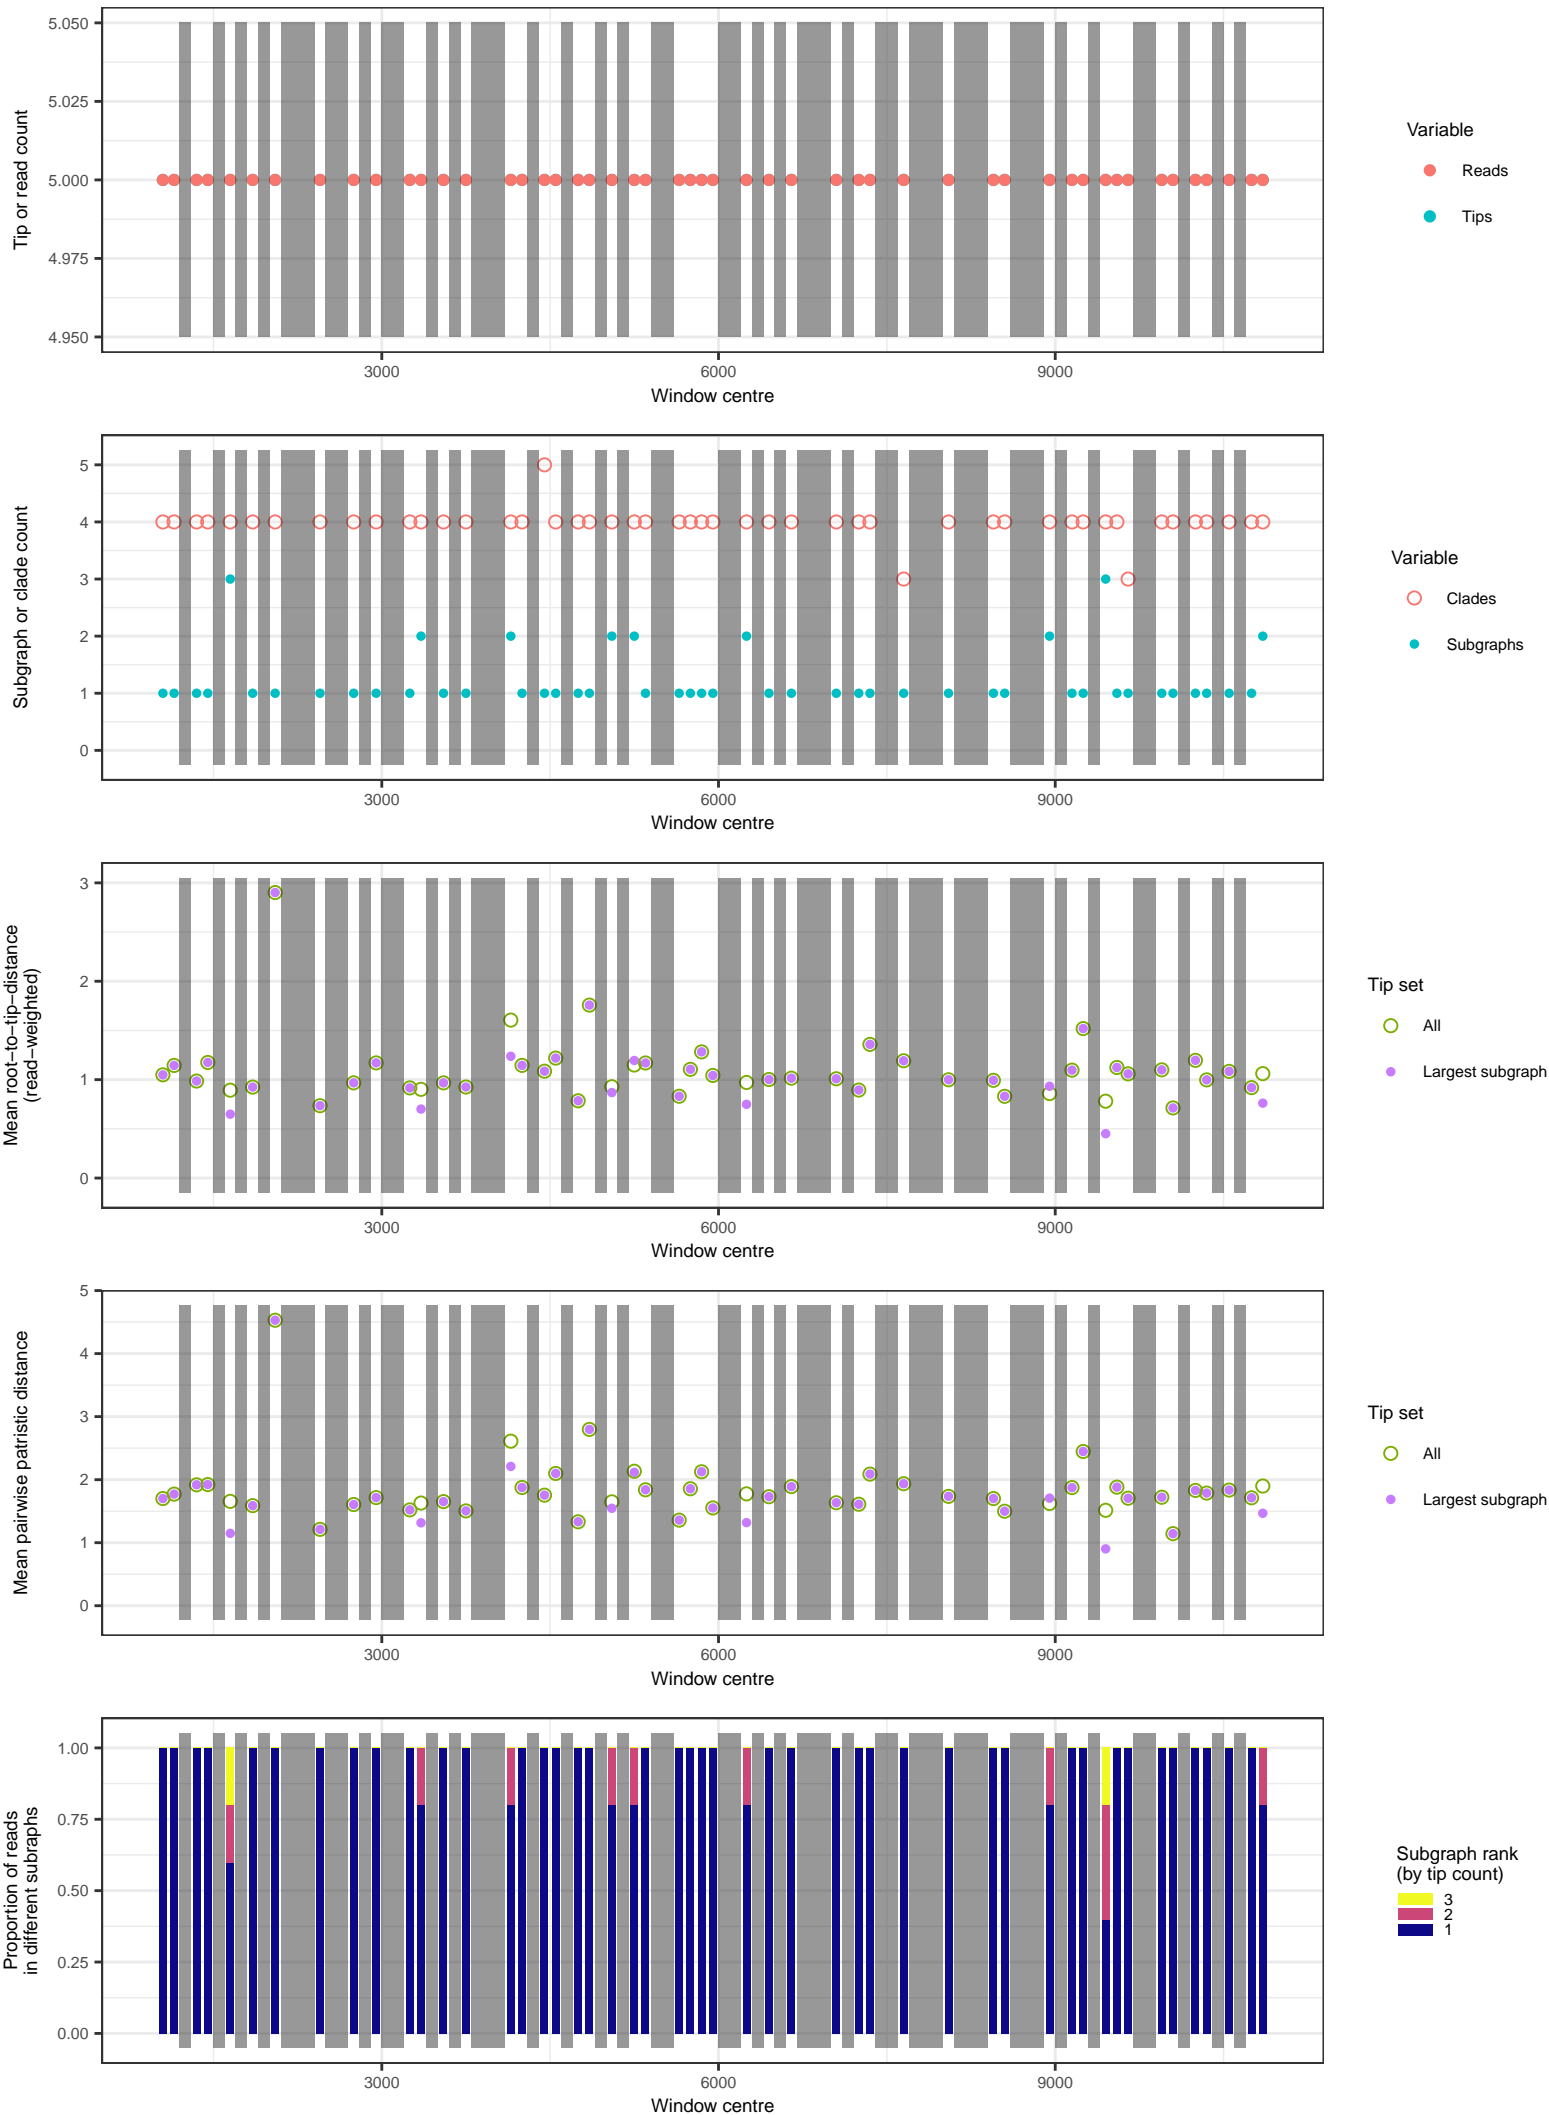 5.050
5.025
5.000
4.975
4.950
Tip or read count
3000
6000
9000
Window centre
Variable
Reads
Tips
5
4
3
2
1
0
Subgraph or clade count
3000
6000
9000
Window centre
Variable
Clades
Subgraphs
3
2
1
0
Mean root−to−tip−distance
(read−weighted)
3000
6000
9000
Window centre
Tip set
All
Largest subgraph
5
4
3
2
1
0
Mean pairwise patristic distance
3000
6000
9000
Window centre
Tip set
All
Largest subgraph
1.00
0.75
0.50
0.25
0.00
Proportion of reads
in different subraphs
3000
6000
9000
Window centre
Subgraph rank
(by tip count)
3
2
1